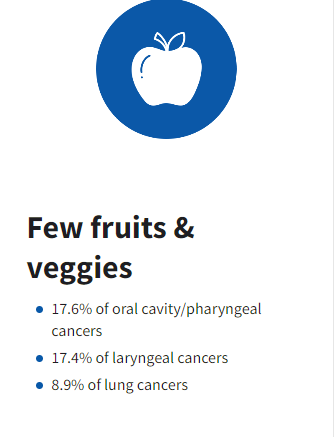 Few fruits &
veggies
17.6% of oral cavity/pharyngeal
cancers
17.4% of laryngeal cancers
8.9% of lung cancers